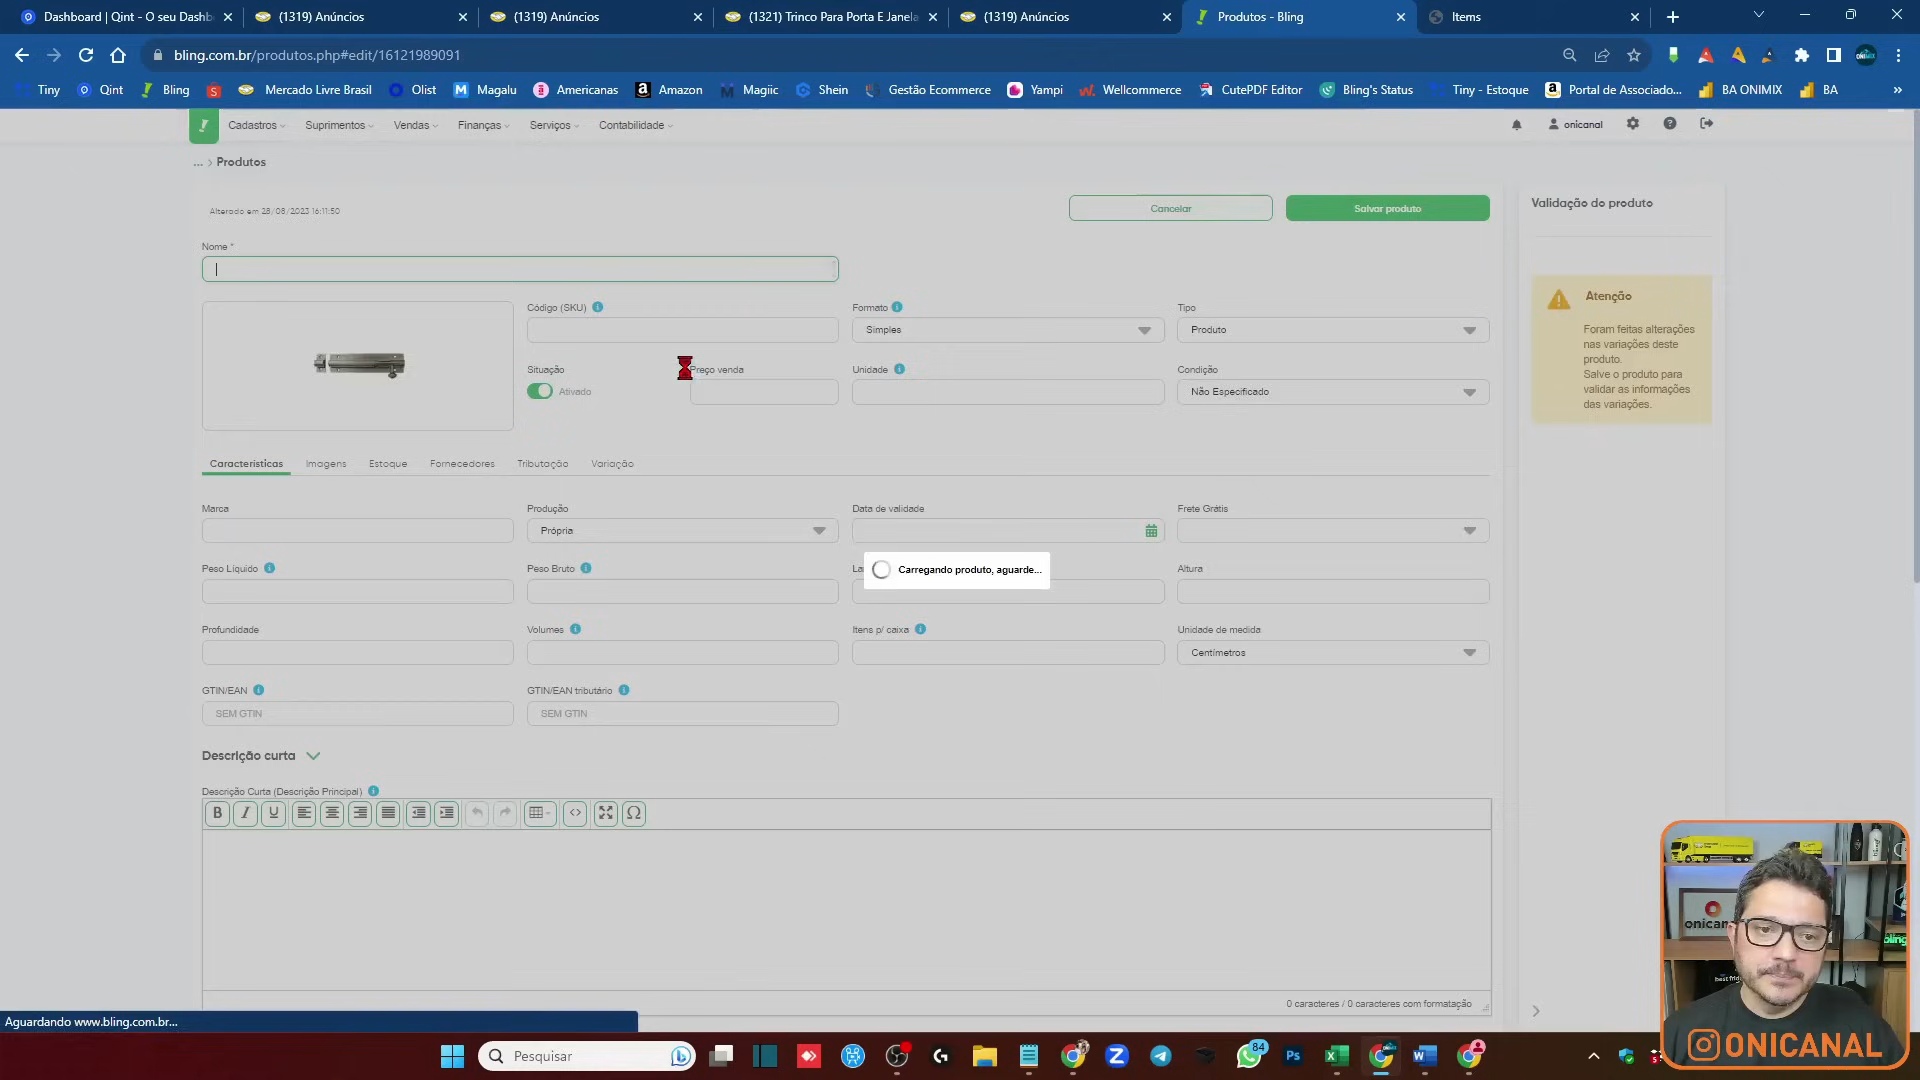 Dashboard | Qint - O seu Dashb
(1319) Anúncios
(1319) Anúncios
(1321) Trinco Para Porta E Janela
(1319) Anúncios
Produtos - Bling
Items
bling.com.br/produtos.php#edit/16121989091
Tiny
Qint
Bling
Mercado Livre Brasil
Olist
Magalu
Americanas
Amazon
Magiic
Shein
Gestão Ecommerce
Yampi
Wellcommerce
CutePDF Editor
Bling's Status
Tiny - Estoque
Portal de Associado...
BA ONIMIX
BA
Cadastros
Suprimentos
Vendas
Finanças
Serviços
Contabilidade
onicanal
... > Produtos
Alterado em 28/08/2023 16:11:50
Cancelar
Salvar produto
Validação do produto
Nome *
Código (SKU)
Formato
Simples
Tipo
Produto
Situação
Ativado
Preço venda
Unidade
Condição
Não Especificado
Atenção
Foram feitas alterações
nas variações deste
produto.
Salve o produto para
validar as informações
das variações.
Características
Imagens
Estoque
Fornecedores
Tributação
Variação
Marca
Produção
Própria
Data de validade
Frete Grátis
Peso Líquido
Peso Bruto
La
Carregando produto, aguarde...
Altura
Profundidade
Volumes
Itens p/ caixa
Unidade de medida
Centímetros
GTIN/EAN
SEM GTIN
GTIN/EAN tributário
SEM GTIN
Descrição curta
Descrição Curta (Descrição Principal)
B I U
0 caracteres / 0 caracteres com formatação
Aguardando www.bling.com.br...
Pesquisar
84
onican
bling
best frid
ONICANAL